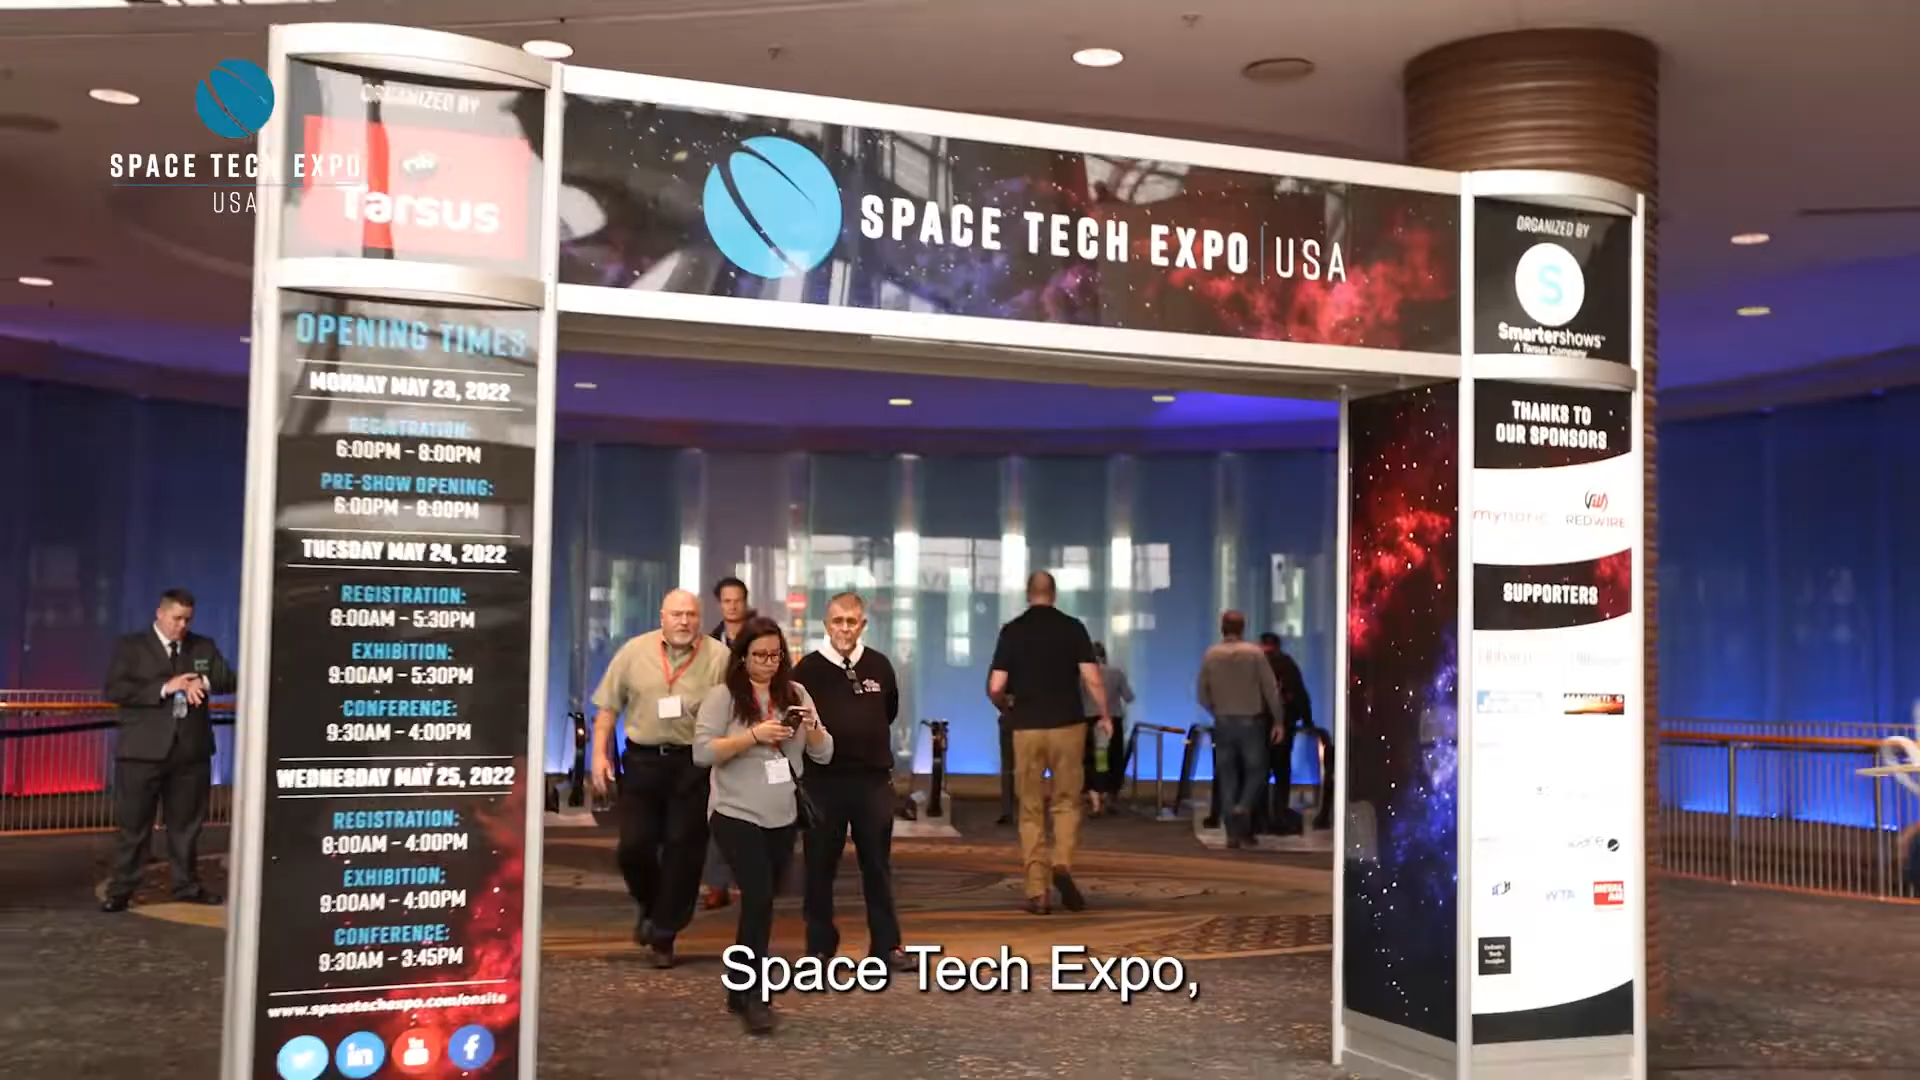 SPACE TECH EXPO
USA
ORGANIZED BY
Tarsus
OPENING TIMES
MONDAY MAY 23, 2022
REGISTRATION:
6:00PM – 8:00PM
PRE-SHOW OPENING:
6:00PM – 8:00PM
TUESDAY MAY 24, 2022
REGISTRATION:
8:00AM – 5:30PM
EXHIBITION:
9:00AM – 5:30PM
CONFERENCE:
9:30AM – 4:00PM
WEDNESDAY MAY 25, 2022
REGISTRATION:
8:00AM – 4:00PM
EXHIBITION:
9:00AM – 4:00PM
CONFERENCE:
9:30AM – 3:45PM
www.spacetechexpo.com/onsite
SPACE TECH EXPO USA
ORGANIZED BY
S
Smartershows
A Tarsus Company
THANKS TO
OUR SPONSORS
mynaric
REDWIRE
SUPPORTERS
WTA
Space Tech Expo,